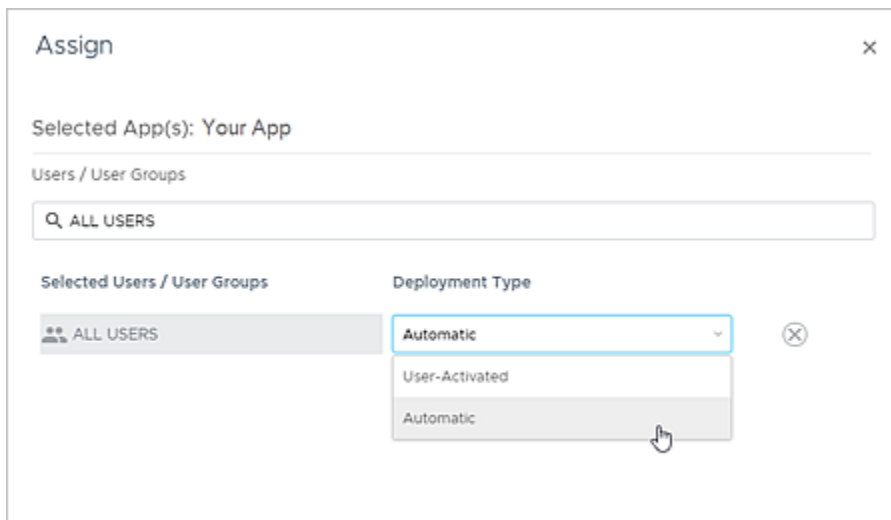 Assign
Selected App(s): Your App
Users / User Groups
ALL USERS
Selected Users / User Groups Deployment Type
ALL USERS Automatic
User-Activated
Automatic